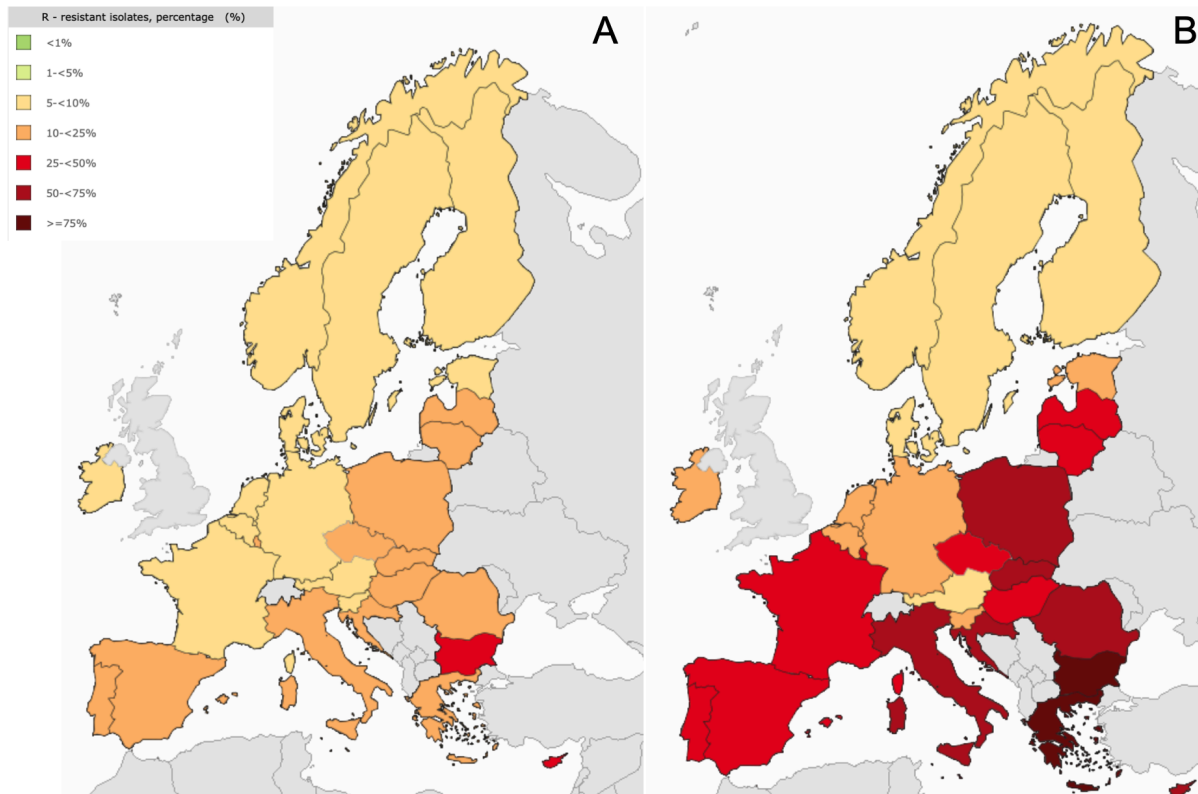 R - resistant isolates, percentage (%)
<1%
1-<5%
5-<10%
10-<25%
25-<50%
50-<75%
>=75%
A
B